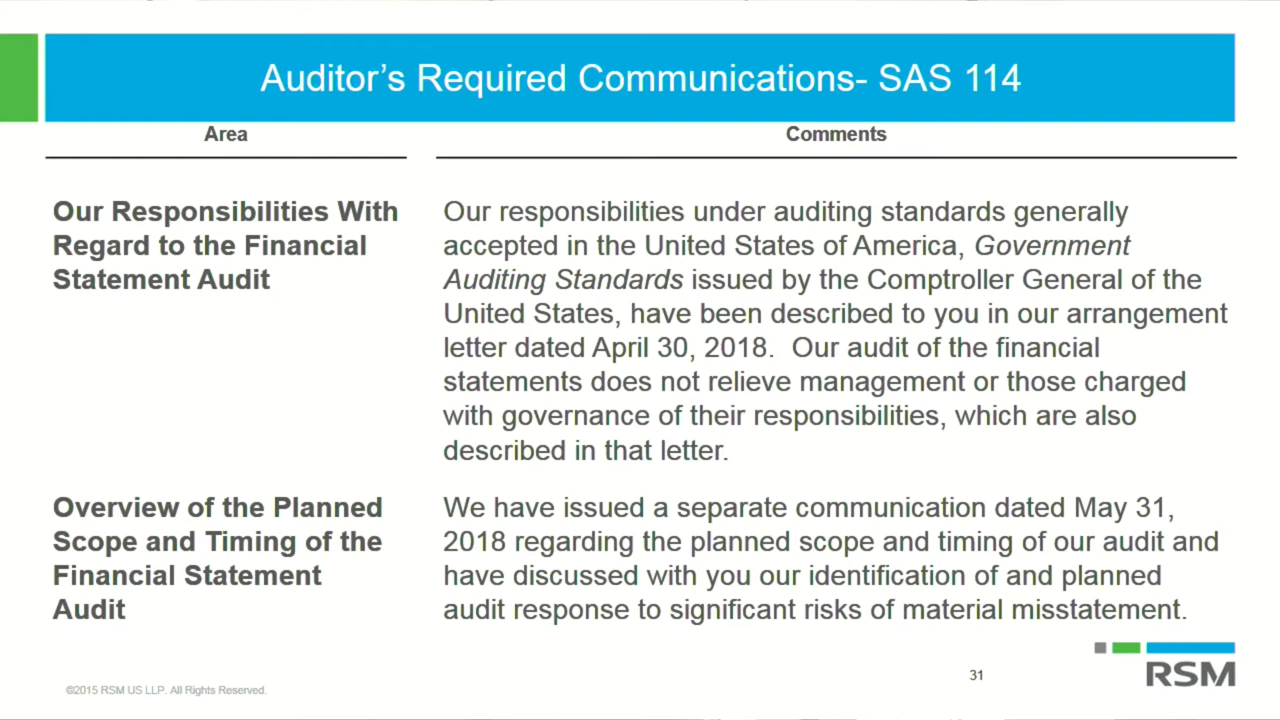 Auditor’s Required Communications- SAS 114
Area
Comments
Our Responsibilities With
Regard to the Financial
Statement Audit
Our responsibilities under auditing standards generally
accepted in the United States of America, Government
Auditing Standards issued by the Comptroller General of the
United States, have been described to you in our arrangement
letter dated April 30, 2018.  Our audit of the financial
statements does not relieve management or those charged
with governance of their responsibilities, which are also
described in that letter.
Overview of the Planned
Scope and Timing of the
Financial Statement
Audit
We have issued a separate communication dated May 31,
2018 regarding the planned scope and timing of our audit and
have discussed with you our identification of and planned
audit response to significant risks of material misstatement.
©2015 RSM US LLP. All Rights Reserved.
31
RSM